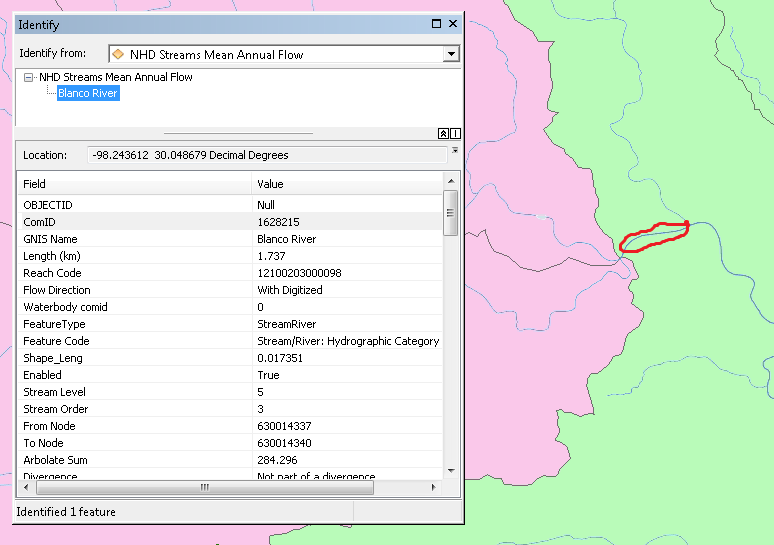 Identify
Identify from: NHD Streams Mean Annual Flow
NHD Streams Mean Annual Flow
Blanco River
Location: -98.243612 30.048679 Decimal Degrees
Field Value
OBJECTID Null
ComID 1628215
GNIS Name Blanco River
Length (km) 1.737
Reach Code 12100203000098
Flow Direction With Digitized
Waterbody comid 0
FeatureType StreamRiver
Feature Code Stream/River: Hydrographic Category
Shape_Leng 0.017351
Enabled True
Stream Level 5
Stream Order 3
From Node 630014337
To Node 630014340
Arbolate Sum 284.296
Divergence Not part of a divergence
Identified 1 feature